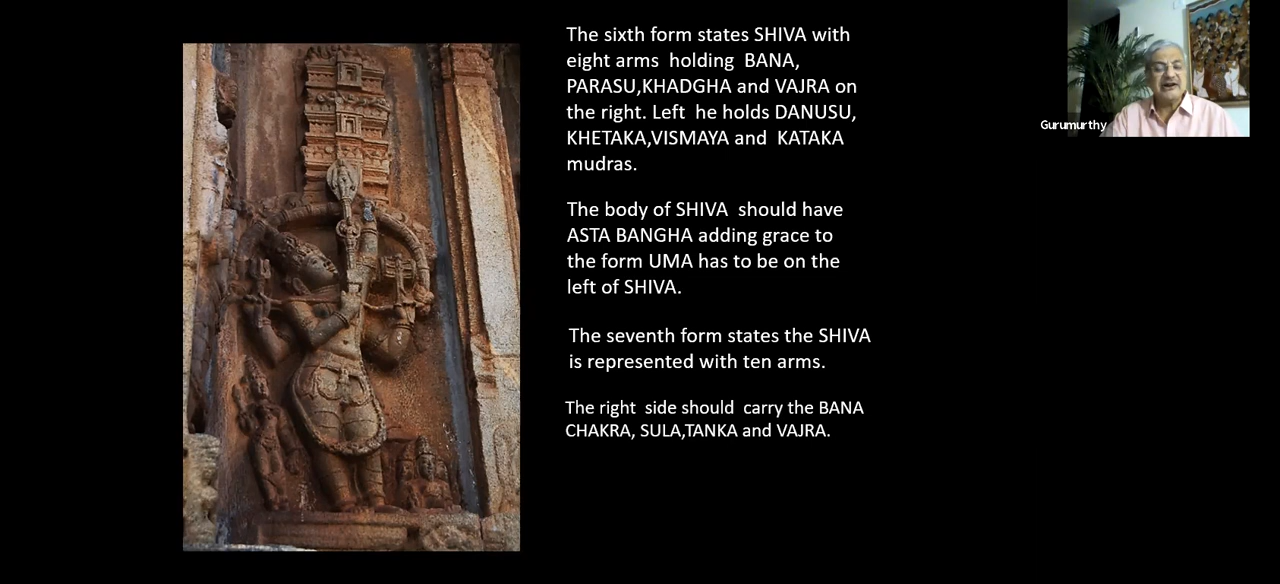 The sixth form states SHIVA with
eight arms  holding  BANA,
PARASU,KHADGHA and VAJRA on
the right. Left  he holds DANUSU,
KHETAKA,VISMAYA and  KATAKA
mudras.
The body of SHIVA  should have
ASTA BANGHA adding grace to
the form UMA has to be on the
left of SHIVA.
The seventh form states the SHIVA
is represented with ten arms.
The right  side should  carry the BANA
CHAKRA, SULA,TANKA and VAJRA.
Gurumurthy